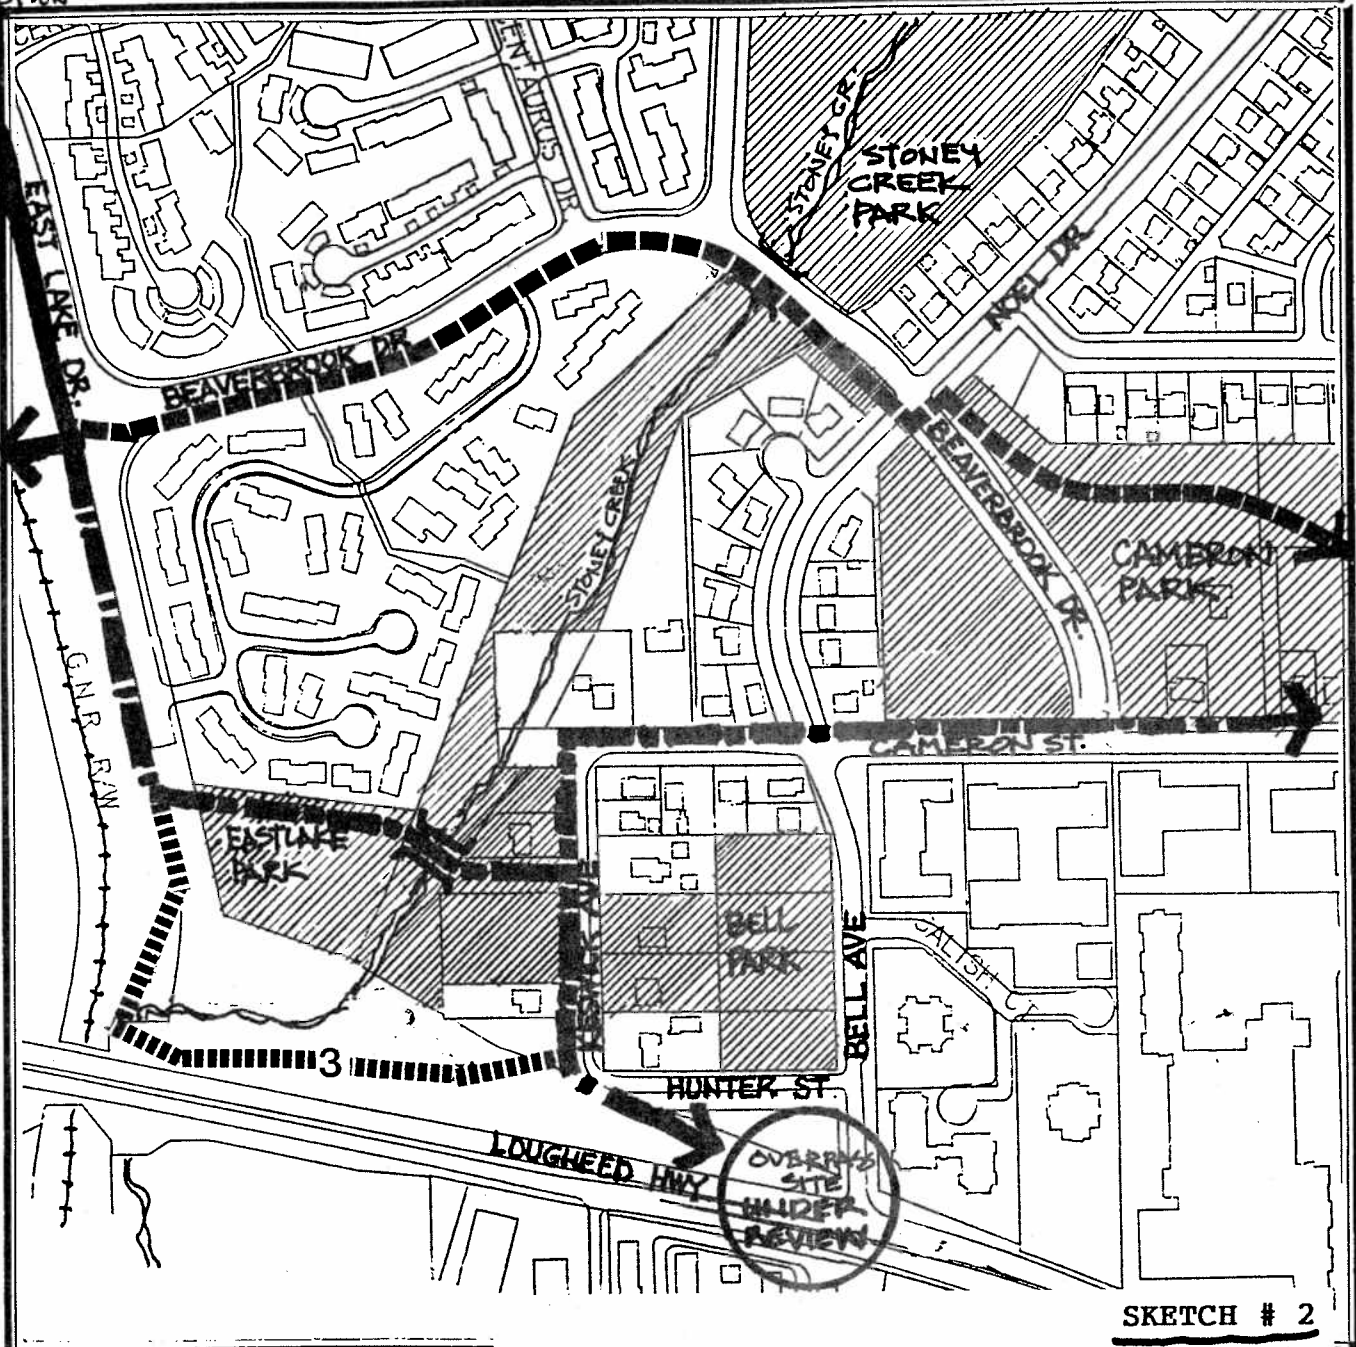 STONEY CR.
STONEY
CREEK
PARK
EAST LAKE DR.
NOEL DR.
BEAVERBROOK DR.
BEAVERBROOK DR.
STONEY CREEK
CAMERON
PARK
G.N.R. R/W
CAMERON ST.
EASTLAKE
PARK
KESWICK AVE
BELL
PARK
BELL AVE
SALISH CT.
3
HUNTER ST.
LOUGHEED HWY
OVERPASS
SITE
UNDER
REVIEW
SKETCH # 2